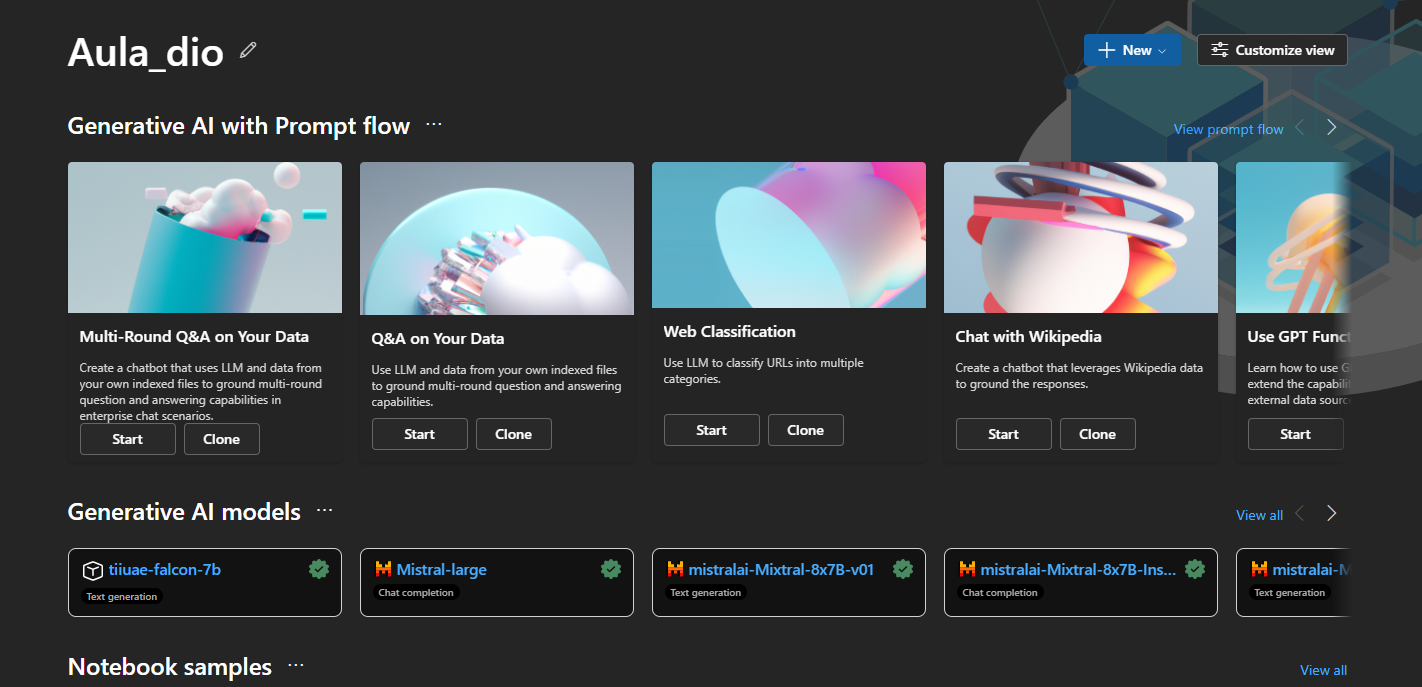 Aula_dio
New
Customize view
Generative AI with Prompt flow ...
View prompt flow
Multi-Round Q&A on Your Data
Create a chatbot that uses LLM and data from
your own indexed files to ground multi-round
question and answering capabilities in
enterprise chat scenarios.
Start
Clone
Q&A on Your Data
Use LLM and data from your own indexed files
to ground multi-round question and answering
capabilities.
Start
Clone
Web Classification
Use LLM to classify URLs into multiple
categories.
Start
Clone
Chat with Wikipedia
Create a chatbot that leverages Wikipedia data
to ground the responses.
Start
Clone
Use GPT Funct
Learn how to use G
extend the capabilit
external data sourc
Start
Generative AI models ...
View all
tiiuae-falcon-7b
Text generation
Mistral-large
Chat completion
mistralai-Mixtral-8x7B-v01
Text generation
mistralai-Mixtral-8x7B-Ins...
Chat completion
mistralai-M
Text generation
Notebook samples ...
View all